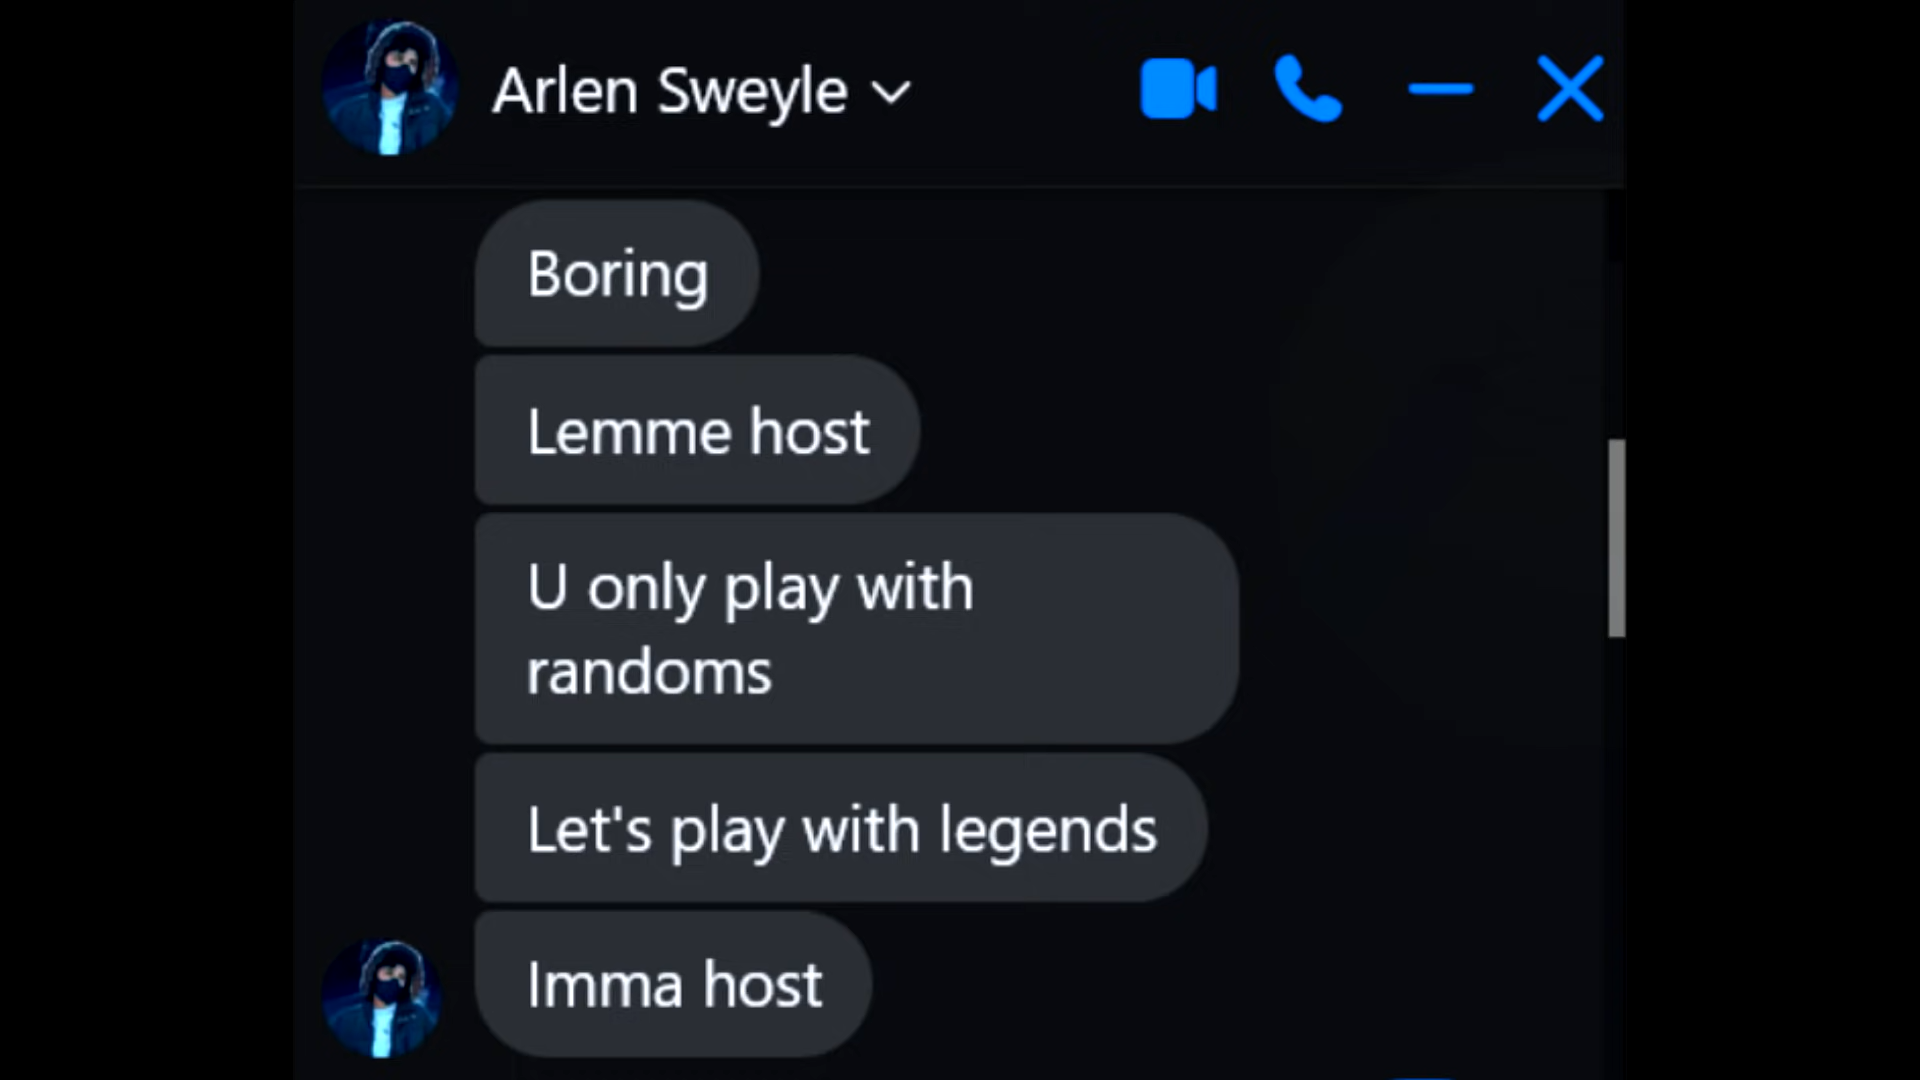 Arlen Sweyle
Boring
Lemme host
U only play with
randoms
Let's play with legends
Imma host